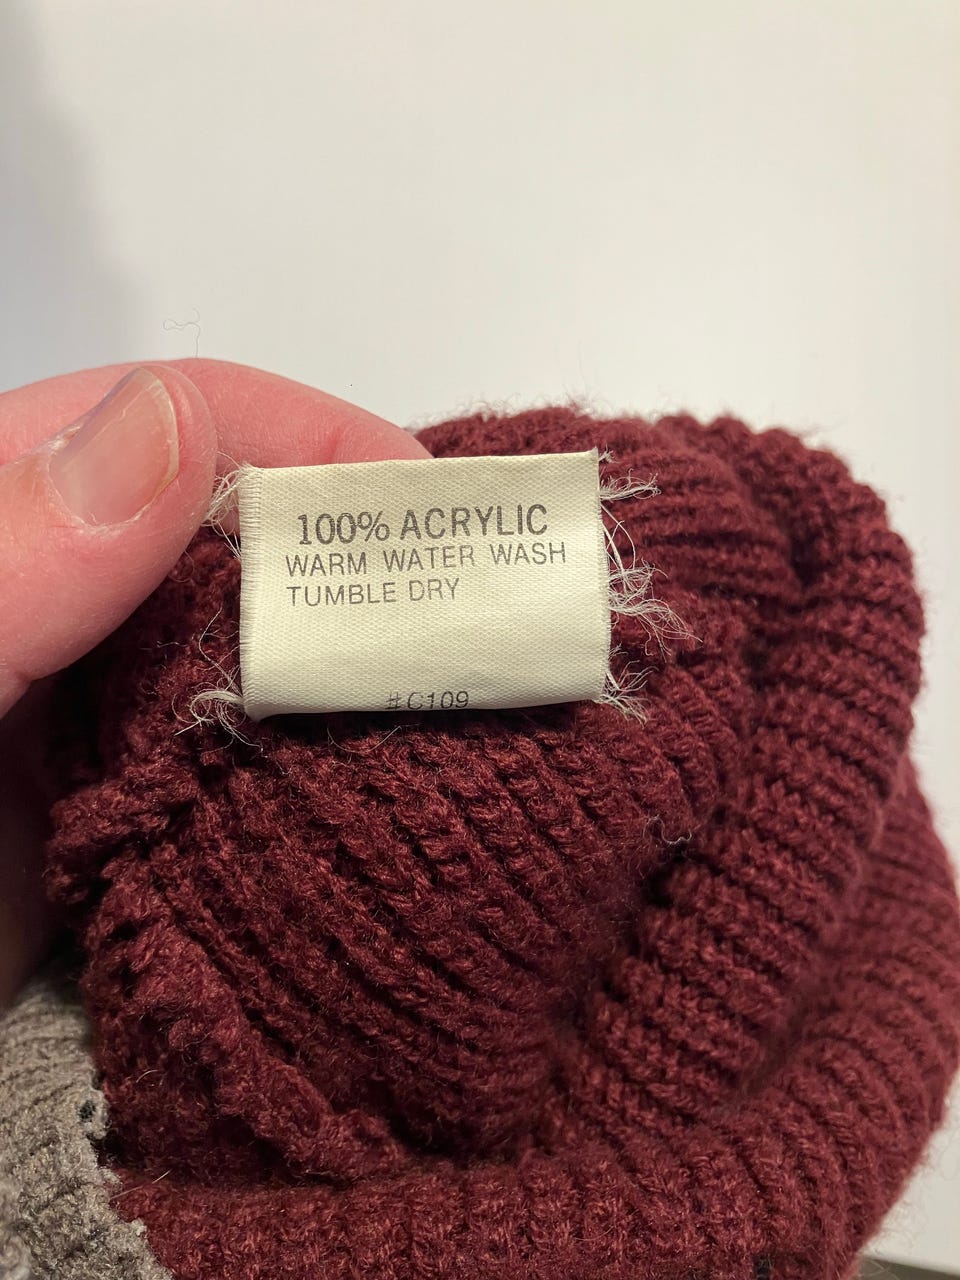 100% ACRYLIC
WARM WATER WASH
TUMBLE DRY
#C109